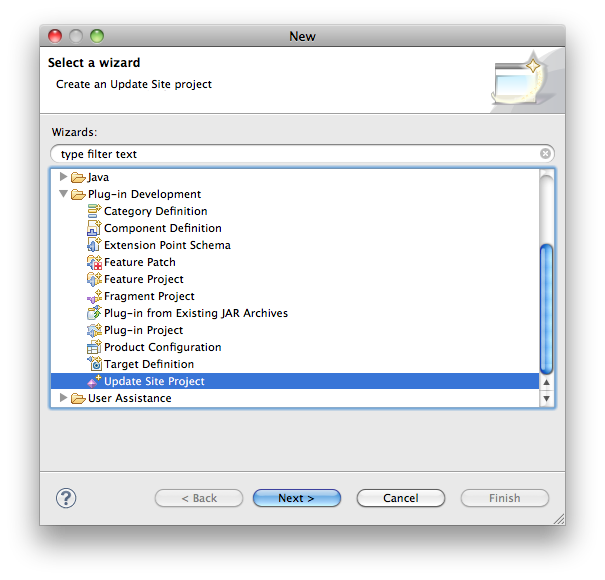 New
Select a wizard
Create an Update Site project
Wizards:
type filter text
Java
Plug-in Development
Category Definition
Component Definition
Extension Point Schema
Feature Patch
Feature Project
Fragment Project
Plug-in from Existing JAR Archives
Plug-in Project
Product Configuration
Target Definition
Update Site Project
User Assistance
? < Back Next > Cancel Finish